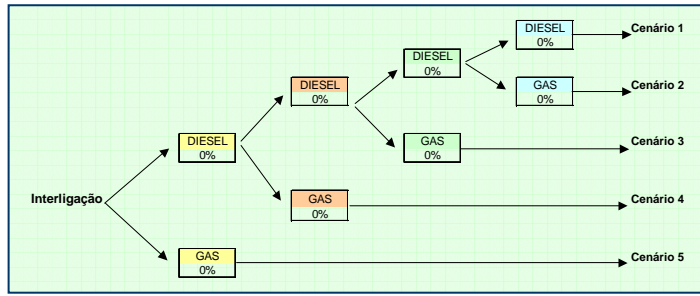 DIESEL
0%
Cenário 1
DIESEL
0%
DIESEL
0%
GAS
0%
Cenário 2
DIESEL
0%
GAS
0%
Cenário 3
Interligação
GAS
0%
Cenário 4
GAS
0%
Cenário 5